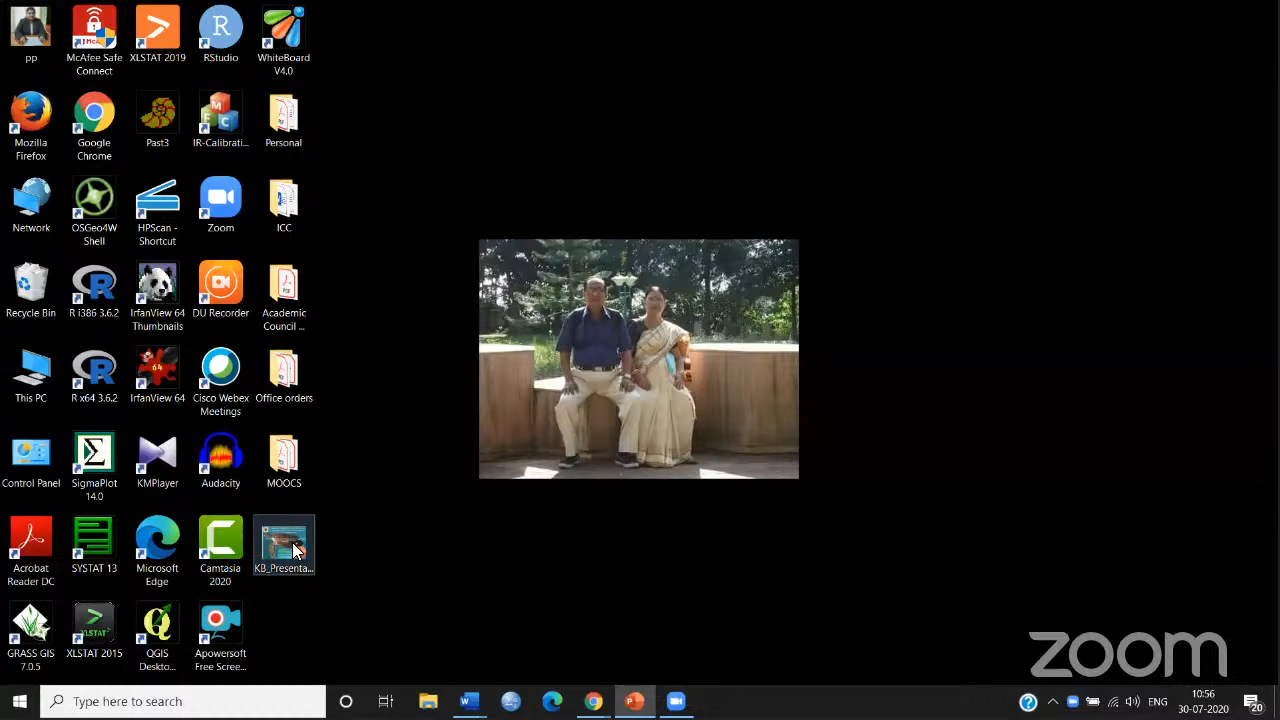 pp
McAfee Safe
Connect
XLSTAT 2019
RStudio
WhiteBoard
V4.0
Mozilla
Firefox
Google
Chrome
Past3
IR-Calibrati...
Personal
Network
OSGeo4W
Shell
HPScan -
Shortcut
Zoom
ICC
Recycle Bin
R i386 3.6.2
IrfanView 64
Thumbnails
DU Recorder
Academic
Council ...
This PC
R x64 3.6.2
IrfanView 64
Cisco Webex
Meetings
Office orders
Control Panel
SigmaPlot
14.0
KMPlayer
Audacity
MOOCS
Acrobat
Reader DC
SYSTAT 13
Microsoft
Edge
Camtasia
2020
KB_Presenta...
GRASS GIS
7.0.5
XLSTAT 2015
QGIS
Deskto...
Apowersoft
Free Scree...
zoom
Type here to search
ENG
10:56
30-07-2020
20